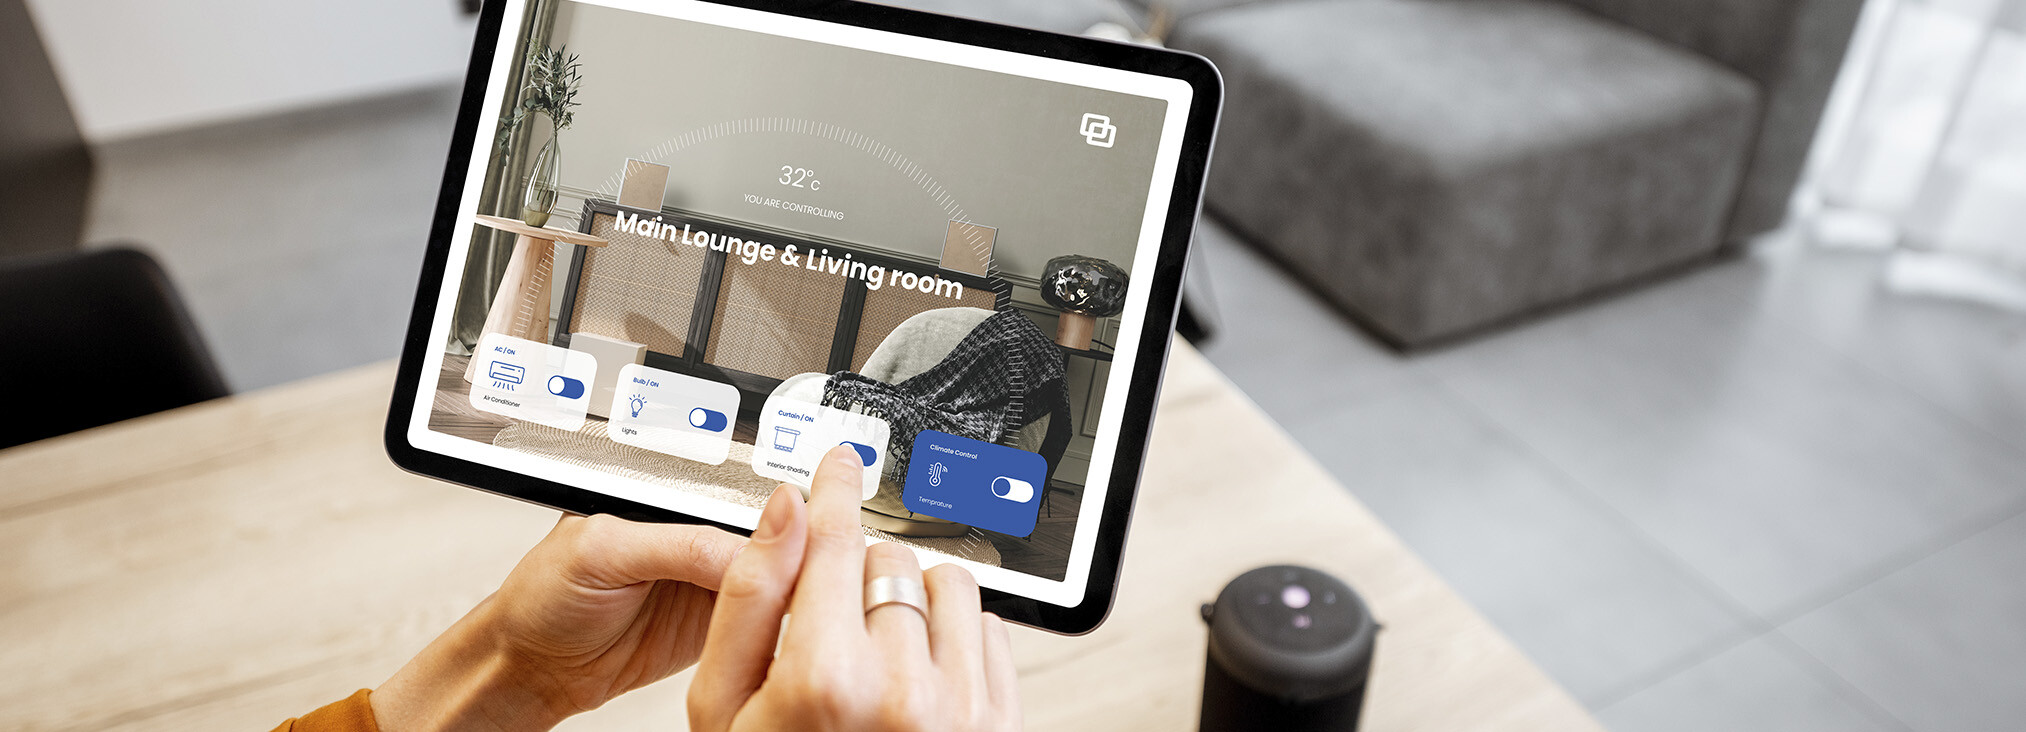 32°C
YOU ARE CONTROLLING
Main Lounge & Living room
AC / ON
Air Conditioner
Bulb / ON
Lights
Curtain / ON
Interior Shading
Climate Control
Temprature